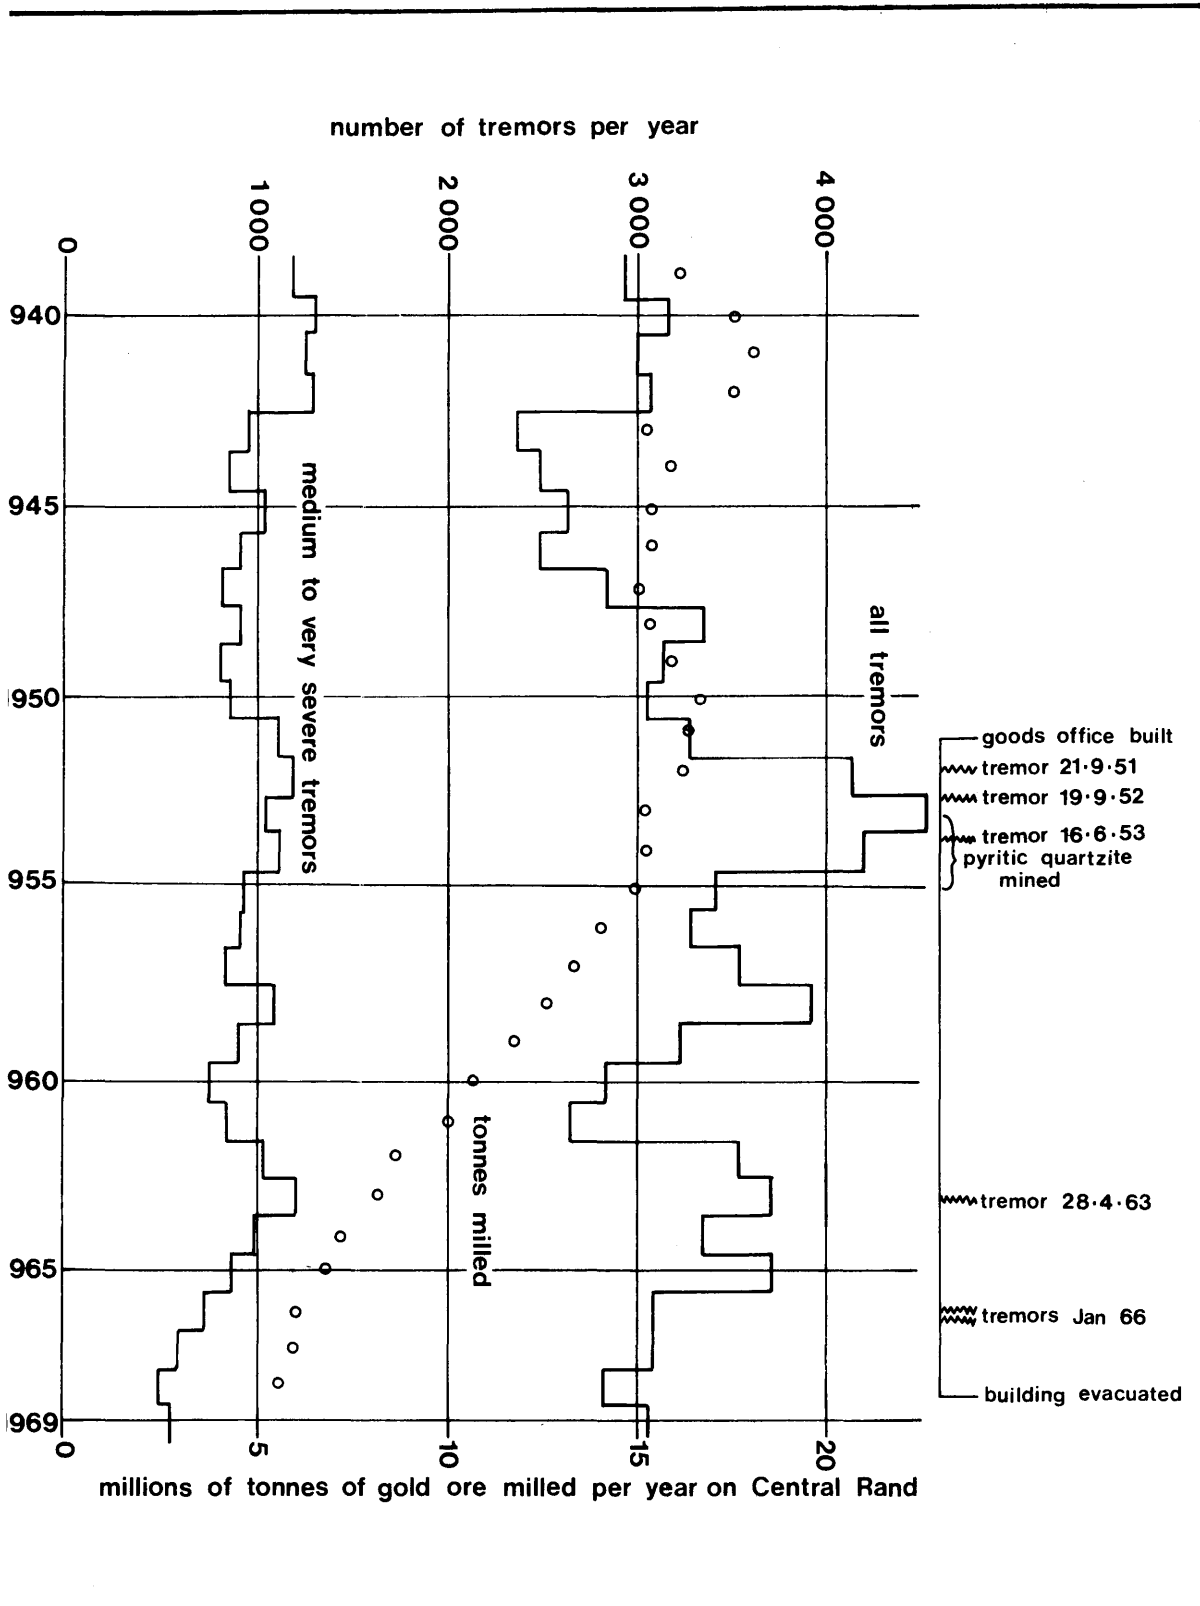 number of tremors per year
0
1 000
2 000
3 000
4 000
940
945
950
955
960
965
969
medium to very severe tremors
all tremors
tonnes milled
goods office built
tremor 21·9·51
tremor 19·9·52
tremor 16·6·53
pyritic quartzite
mined
tremor 28·4·63
tremors Jan 66
building evacuated
0
5
10
15
20
millions of tonnes of gold ore milled per year on Central Rand